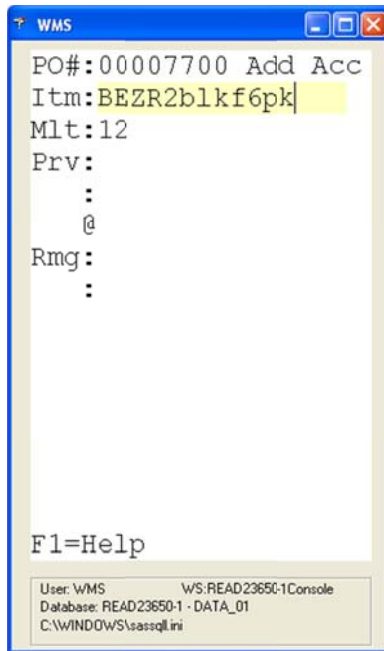 WMS
PO#:00007700 Add Acc
Itm:BEZR2blkf6pk
Mlt:12
Prv:
:
@
Rmg:
:
F1=Help
User: WMS WS:READ23650-1Console
Database: READ23650-1 - DATA_01
C:\WINDOWS\sassqll.ini